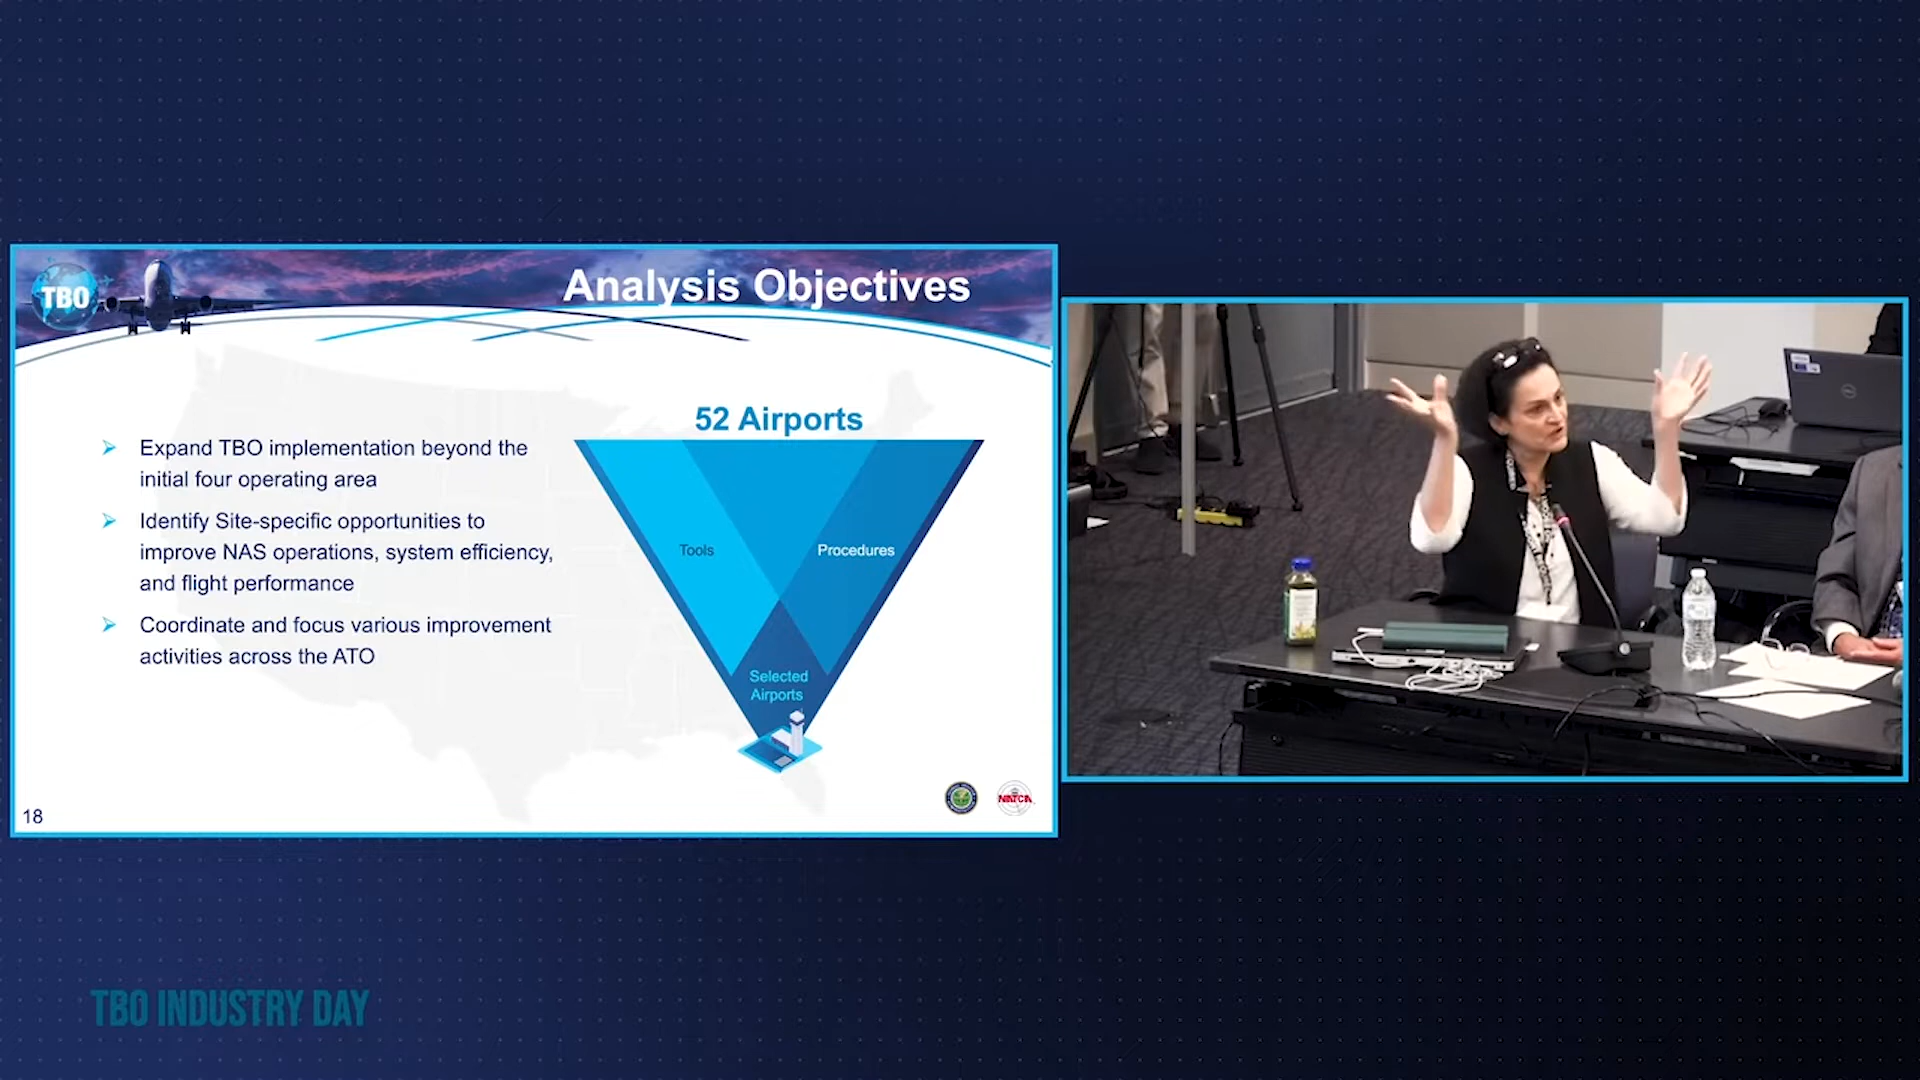 TBO
Analysis Objectives
Expand TBO implementation beyond the
initial four operating area
Identify Site-specific opportunities to
improve NAS operations, system efficiency,
and flight performance
Coordinate and focus various improvement
activities across the ATO
52 Airports
Tools
Procedures
Selected
Airports
NATCA
18
DELL
TBO INDUSTRY DAY